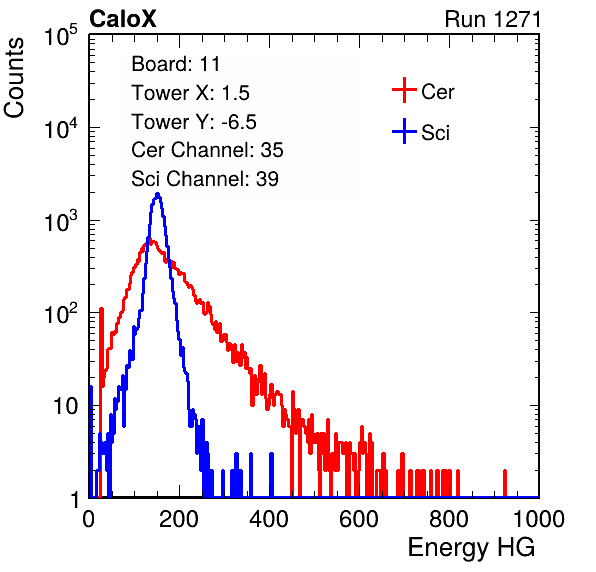 CaloX Run 1271
Counts
10^5
10^4
10^3
10^2
10
1
Board: 11
Tower X: 1.5
Tower Y: -6.5
Cer Channel: 35
Sci Channel: 39
Cer
Sci
0 200 400 600 800 1000
Energy HG